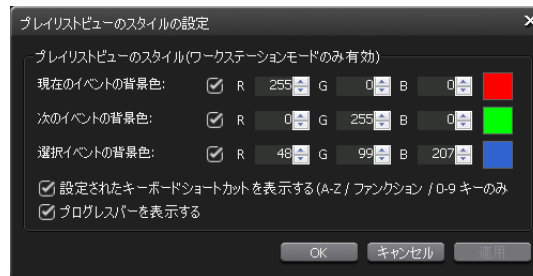 プレイリストビューのスタイルの設定
プレイリストビューのスタイル(ワークステーションモードのみ有効)
現在のイベントの背景色: R 255 G 0 B 0
次のイベントの背景色: R 0 G 255 B 0
選択イベントの背景色: R 48 G 99 B 207
設定されたキーボードショートカットを表示する(A-Z / ファンクション / 0-9 キーのみ
プログレスバーを表示する
OK キャンセル 適用